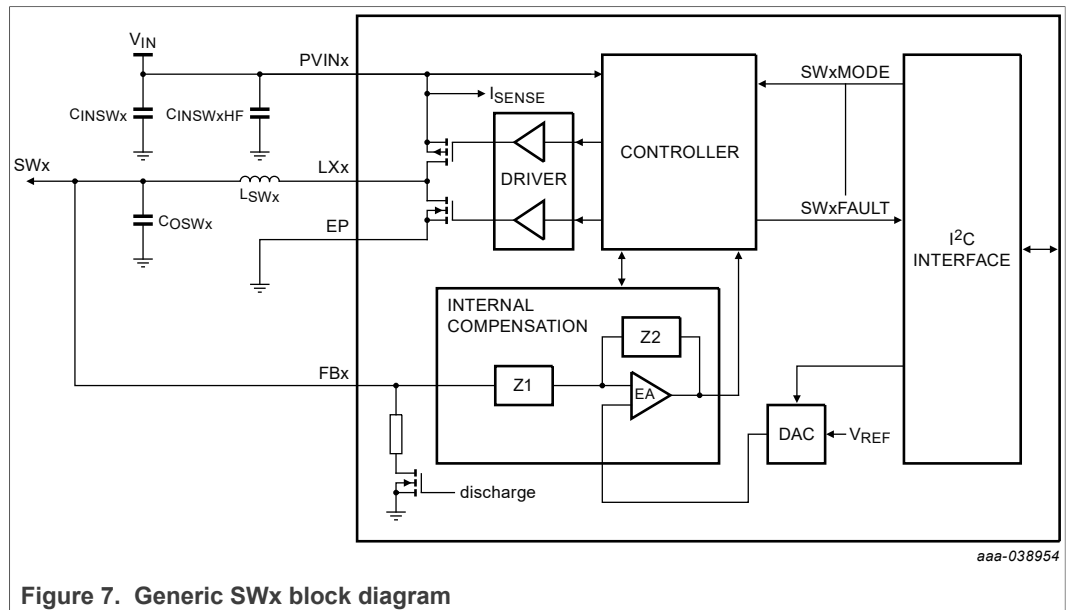 VIN
PVINx
ISENSE
CINSWx
CINSWxHF
SWx
LSWx
LXx
COSWx
EP
DRIVER
CONTROLLER
SWxMODE
SWxFAULT
I2C
INTERFACE
INTERNAL
COMPENSATION
Z2
Z1
EA
FBx
DAC
VREF
discharge
aaa-038954
Figure 7. Generic SWx block diagram